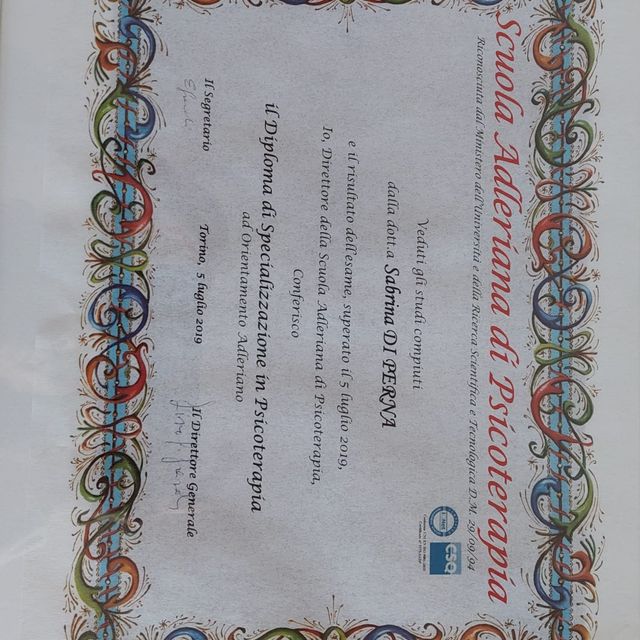 Scuola Adleriana di Psicoterapia
Riconosciuta dal Ministero dell'Università e della Ricerca Scientifica e Tecnologica D.M. 29/09/94
Veduti gli studi compiuti
dalla dott.a Sabrina DI PERNA
e il risultato dell'esame, superato il 5 luglio 2019,
Io, Direttore della Scuola Adleriana di Psicoterapia,
Conferisco
il Diploma di Specializzazione in Psicoterapia
ad Orientamento Adleriano
Il Segretario
Torino, 5 luglio 2019
Il Direttore Generale